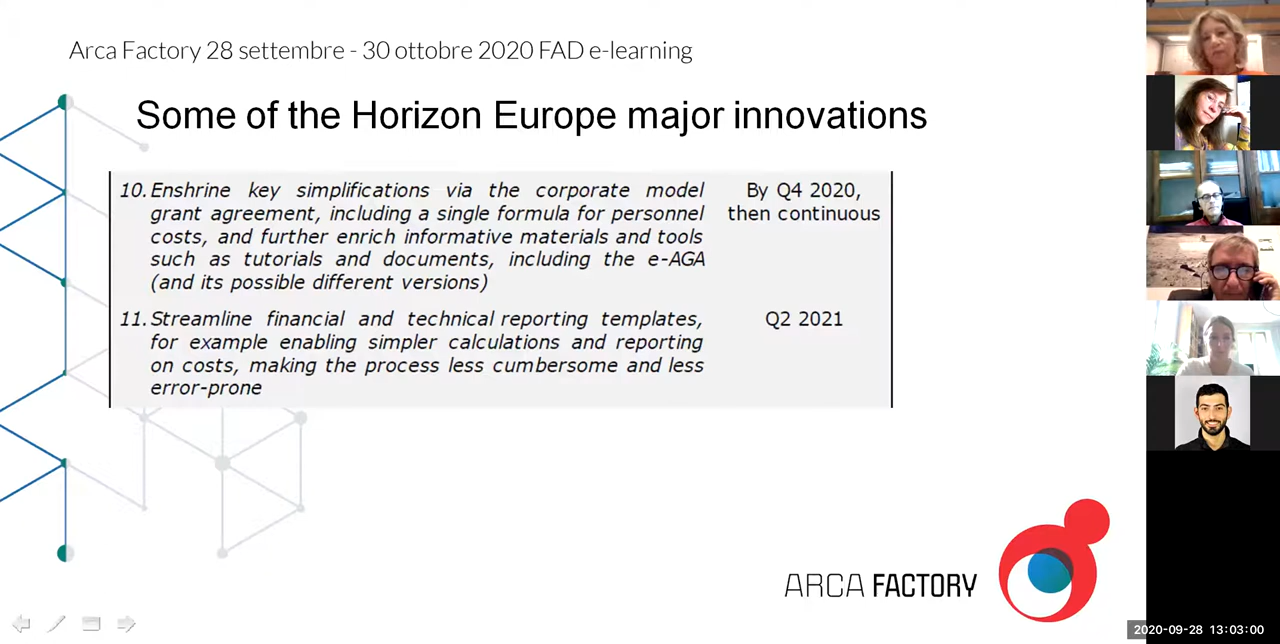 Arca Factory 28 settembre - 30 ottobre 2020 FAD e-learning
Some of the Horizon Europe major innovations
10. Enshrine key simplifications via the corporate model
grant agreement, including a single formula for personnel
costs, and further enrich informative materials and tools
such as tutorials and documents, including the e-AGA
(and its possible different versions)
By Q4 2020,
then continuous
11. Streamline financial and technical reporting templates,
for example enabling simpler calculations and reporting
on costs, making the process less cumbersome and less
error-prone
Q2 2021
ARCA FACTORY
2020-09-28 13:03:00